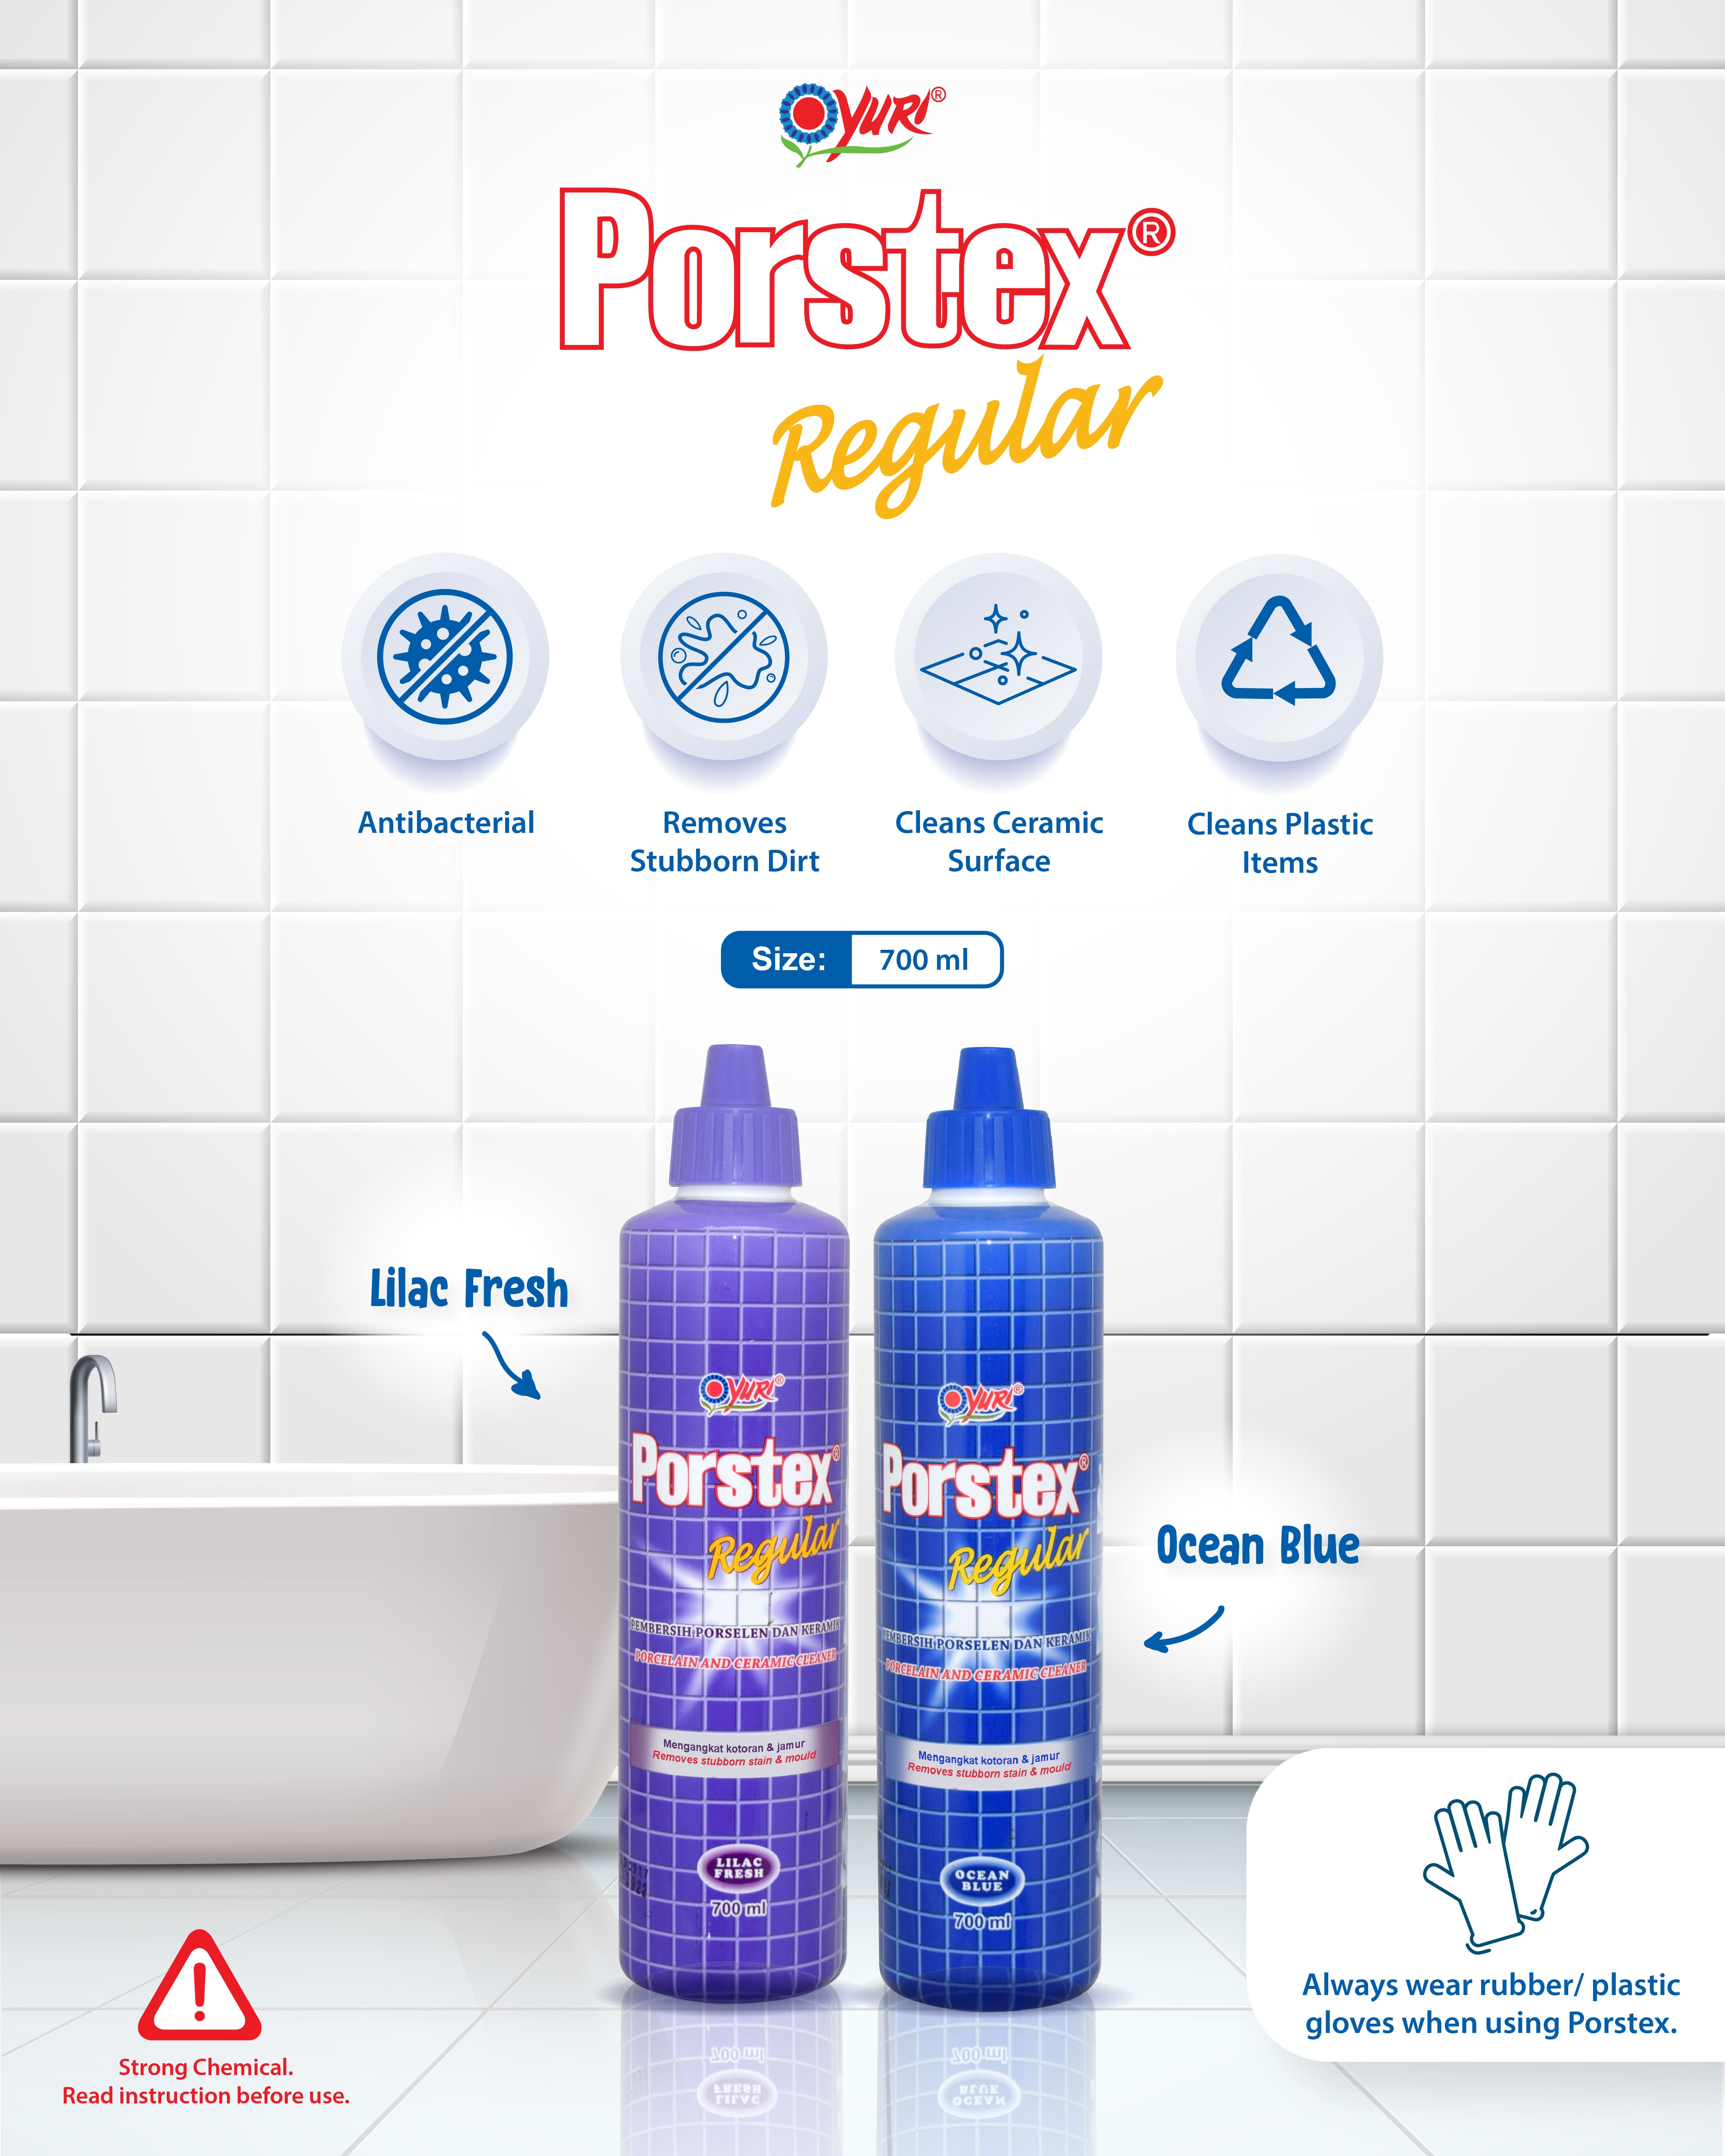 YURI®
Porstex®
Regular
Antibacterial
Removes
Stubborn Dirt
Cleans Ceramic
Surface
Cleans Plastic
Items
Size: 700 ml
Lilac Fresh
YURI®
Porstex®
Regular
PEMBERSIH PORSELEN DAN KERAMIK
PORCELAIN AND CERAMIC CLEANER
Mengangkat kotoran & jamur
Removes stubborn stain & mould
LILAC
FRESH
700 ml
YURI®
Porstex®
Regular
PEMBERSIH PORSELEN DAN KERAMIK
PORCELAIN AND CERAMIC CLEANER
Mengangkat kotoran & jamur
Removes stubborn stain & mould
OCEAN
BLUE
700 ml
Ocean Blue
Strong Chemical.
Read instruction before use.
Always wear rubber/ plastic
gloves when using Porstex.